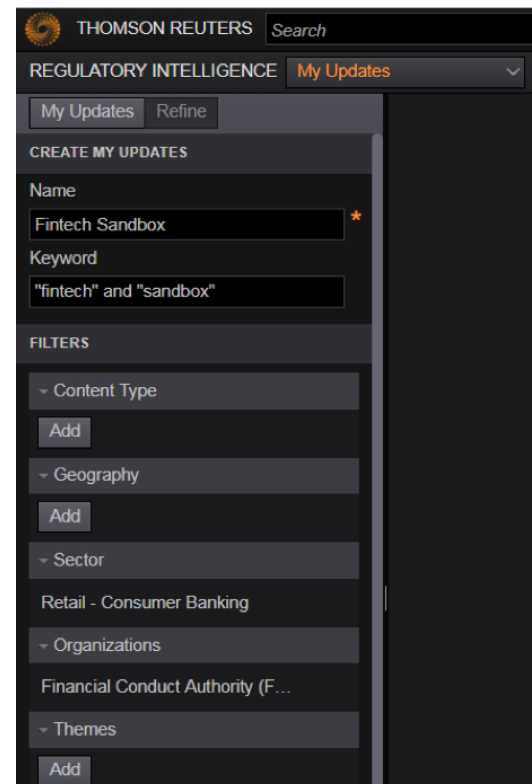 THOMSON REUTERS Search
REGULATORY INTELLIGENCE My Updates
My Updates Refine
CREATE MY UPDATES
Name
Fintech Sandbox *
Keyword
"fintech" and "sandbox"
FILTERS
Content Type
Add
Geography
Add
Sector
Retail - Consumer Banking
Organizations
Financial Conduct Authority (F...
Themes
Add